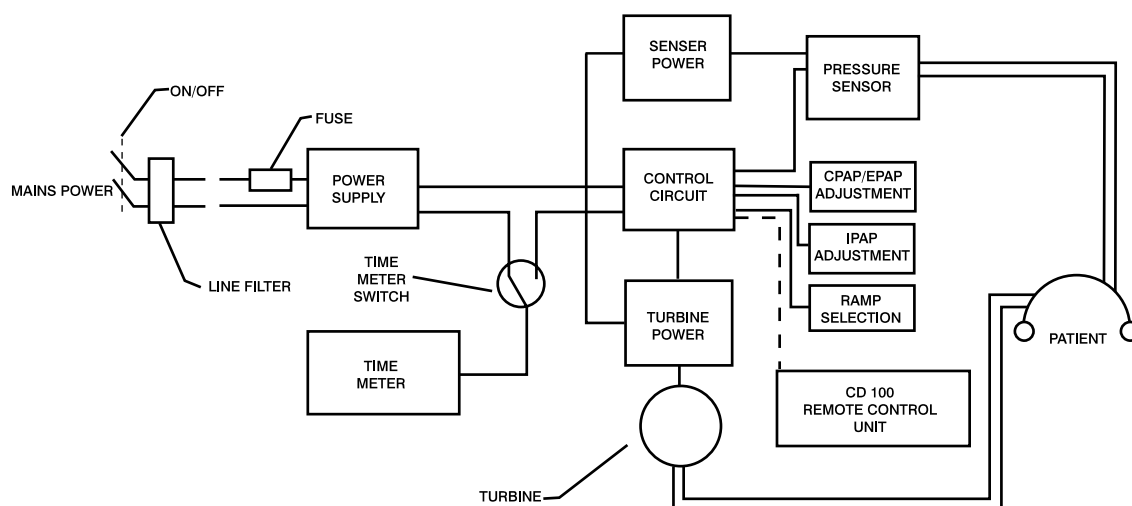 ON/OFF
FUSE
MAINS POWER
LINE FILTER
POWER
SUPPLY
TIME
METER
SWITCH
TIME
METER
SENSER
POWER
PRESSURE
SENSOR
CONTROL
CIRCUIT
CPAP/EPAP
ADJUSTMENT
IPAP
ADJUSTMENT
RAMP
SELECTION
TURBINE
POWER
CD 100
REMOTE CONTROL
UNIT
PATIENT
TURBINE